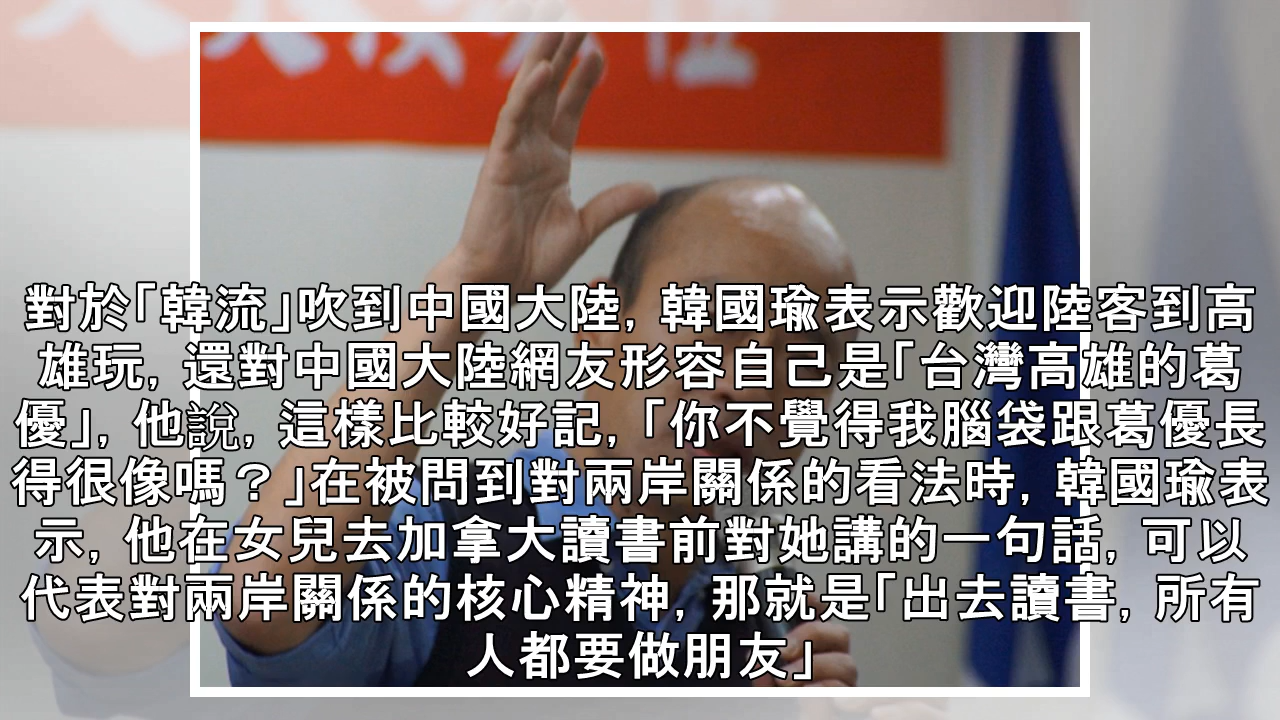 對於「韓流」吹到中國大陸, 韓國瑜表示歡迎陸客到高
雄玩, 還對中國大陸網友形容自己是「台灣高雄的葛
優」, 他說, 這樣比較好記, 「你不覺得我腦袋跟葛優長
得很像嗎？」在被問到對兩岸關係的看法時, 韓國瑜表
示, 他在女兒去加拿大讀書前對她講的一句話, 可以
代表對兩岸關係的核心精神, 那就是「出去讀書, 所有
人都要做朋友」